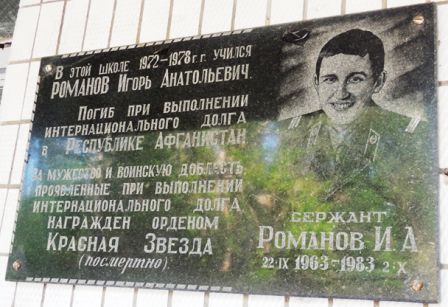 В этой школе 1972-1978 г.г. учился
Романов Игорь Анатольевич.
Погиб при выполнении
интернационального долга
в Республике Афганистан
За мужество и воинскую доблесть
проявленные при выполнении
интернационального долга
награжден орденом
Красная Звезда
(посмертно)
сержант
Романов И.А
22·IX 1963-1983 2·X